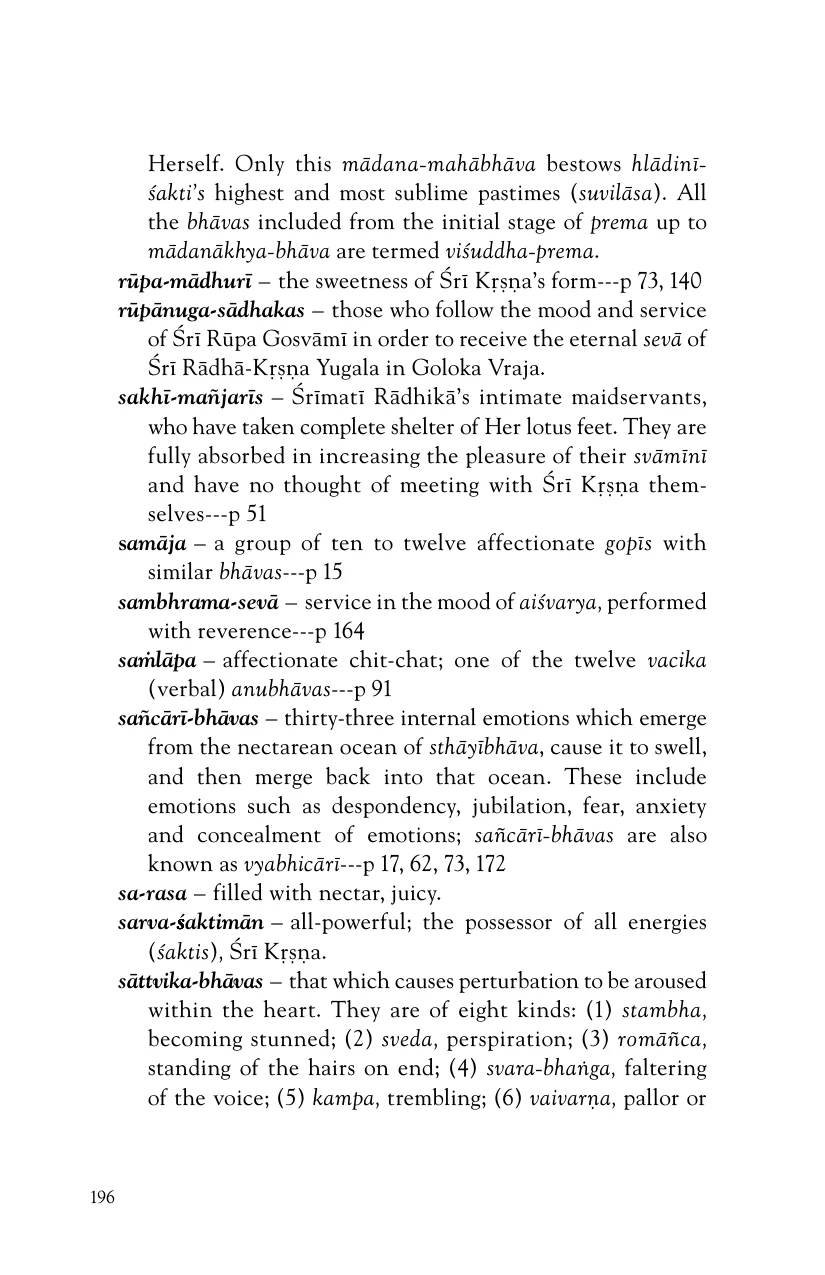 Herself. Only this mādana-mahābhāva bestows hlādinī-
śakti’s highest and most sublime pastimes (suvilāsa). All
the bhāvas included from the initial stage of prema up to
mādanākhya-bhāva are termed viśuddha-prema.
rūpa-mādhurī – the sweetness of Śrī Kṛṣṇa’s form---p 73, 140
rūpānuga-sādhakas – those who follow the mood and service
of Śrī Rūpa Gosvāmī in order to receive the eternal sevā of
Śrī Rādhā-Kṛṣṇa Yugala in Goloka Vraja.
sakhī-mañjarīs – Śrīmatī Rādhikā’s intimate maidservants,
who have taken complete shelter of Her lotus feet. They are
fully absorbed in increasing the pleasure of their svāmīnī
and have no thought of meeting with Śrī Kṛṣṇa them-
selves---p 51
samāja – a group of ten to twelve affectionate gopīs with
similar bhāvas---p 15
sambhrama-sevā – service in the mood of aiśvarya, performed
with reverence---p 164
saṁlāpa – affectionate chit-chat; one of the twelve vacika
(verbal) anubhāvas---p 91
sañcārī-bhāvas – thirty-three internal emotions which emerge
from the nectarean ocean of sthāyībhāva, cause it to swell,
and then merge back into that ocean. These include
emotions such as despondency, jubilation, fear, anxiety
and concealment of emotions; sañcārī-bhāvas are also
known as vyabhicārī---p 17, 62, 73, 172
sa-rasa – filled with nectar, juicy.
sarva-śaktimān – all-powerful; the possessor of all energies
(śaktis), Śrī Kṛṣṇa.
sāttvika-bhāvas – that which causes perturbation to be aroused
within the heart. They are of eight kinds: (1) stambha,
becoming stunned; (2) sveda, perspiration; (3) romāñca,
standing of the hairs on end; (4) svara-bhaṅga, faltering
of the voice; (5) kampa, trembling; (6) vaivarṇa, pallor or
196